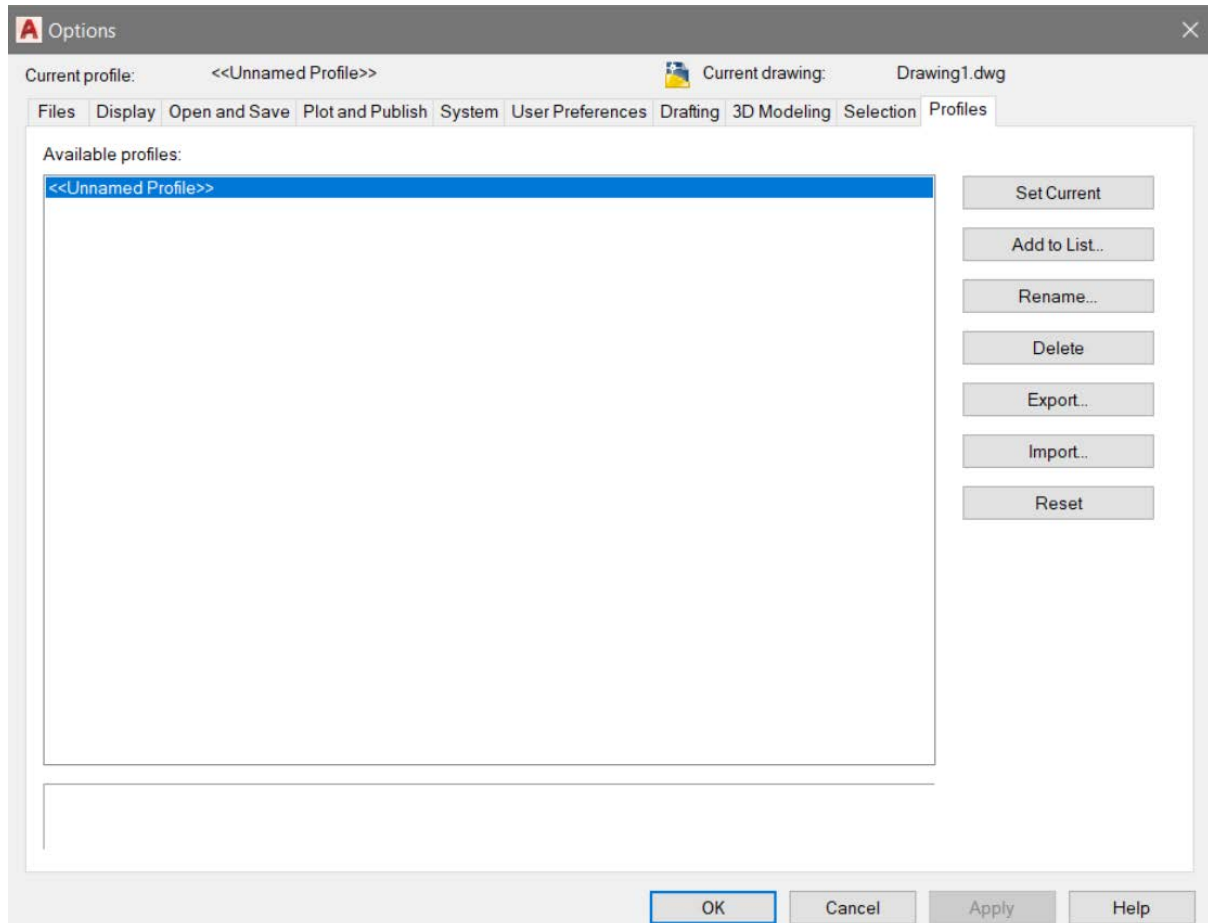 A Options
Current profile: <<Unnamed Profile>> Current drawing: Drawing1.dwg
Files Display Open and Save Plot and Publish System User Preferences Drafting 3D Modeling Selection Profiles
Available profiles:
<<Unnamed Profile>>
Set Current
Add to List...
Rename...
Delete
Export...
Import...
Reset
OK Cancel Apply Help